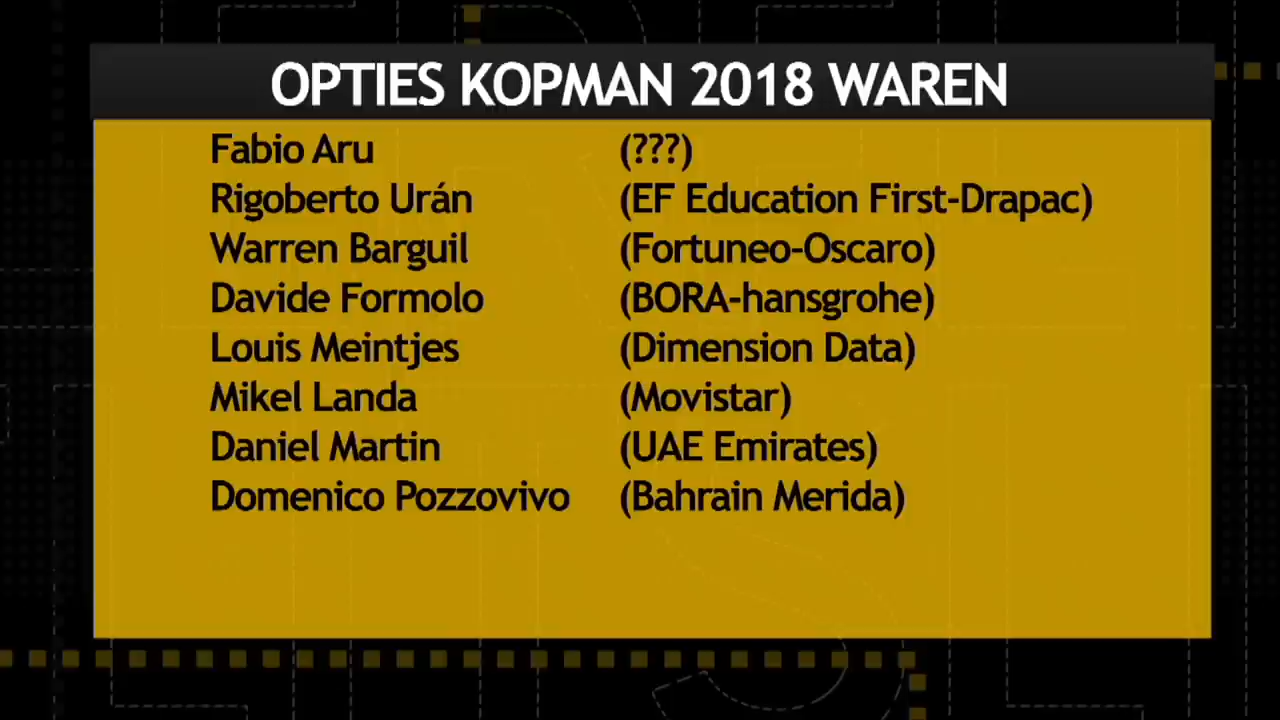 OPTIES KOPMAN 2018 WAREN
Fabio Aru (???)
Rigoberto Urán (EF Education First-Drapac)
Warren Barguil (Fortuneo-Oscaro)
Davide Formolo (BORA-hansgrohe)
Louis Meintjes (Dimension Data)
Mikel Landa (Movistar)
Daniel Martin (UAE Emirates)
Domenico Pozzovivo (Bahrain Merida)